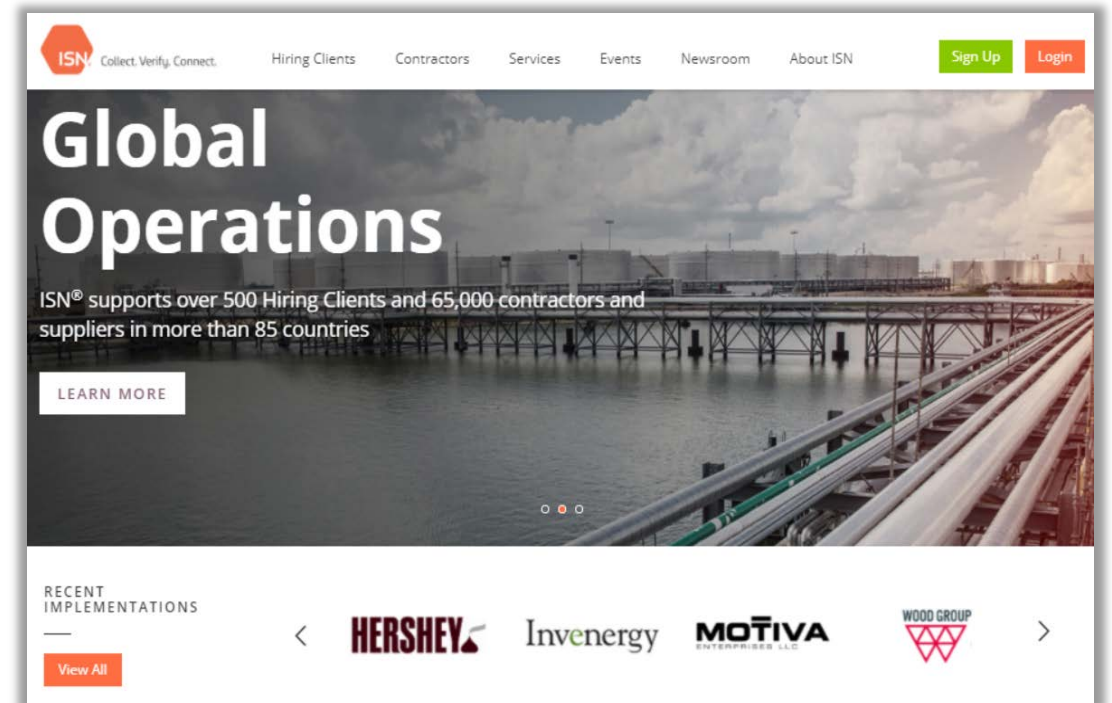 ISN
Collect. Verify. Connect.
Hiring Clients
Contractors
Services
Events
Newsroom
About ISN
Sign Up
Login
Global
Operations
ISN® supports over 500 Hiring Clients and 65,000 contractors and
suppliers in more than 85 countries
LEARN MORE
RECENT
IMPLEMENTATIONS
View All
HERSHEY
Invenergy
MOTIVA
ENTERPRISES LLC
WOOD GROUP